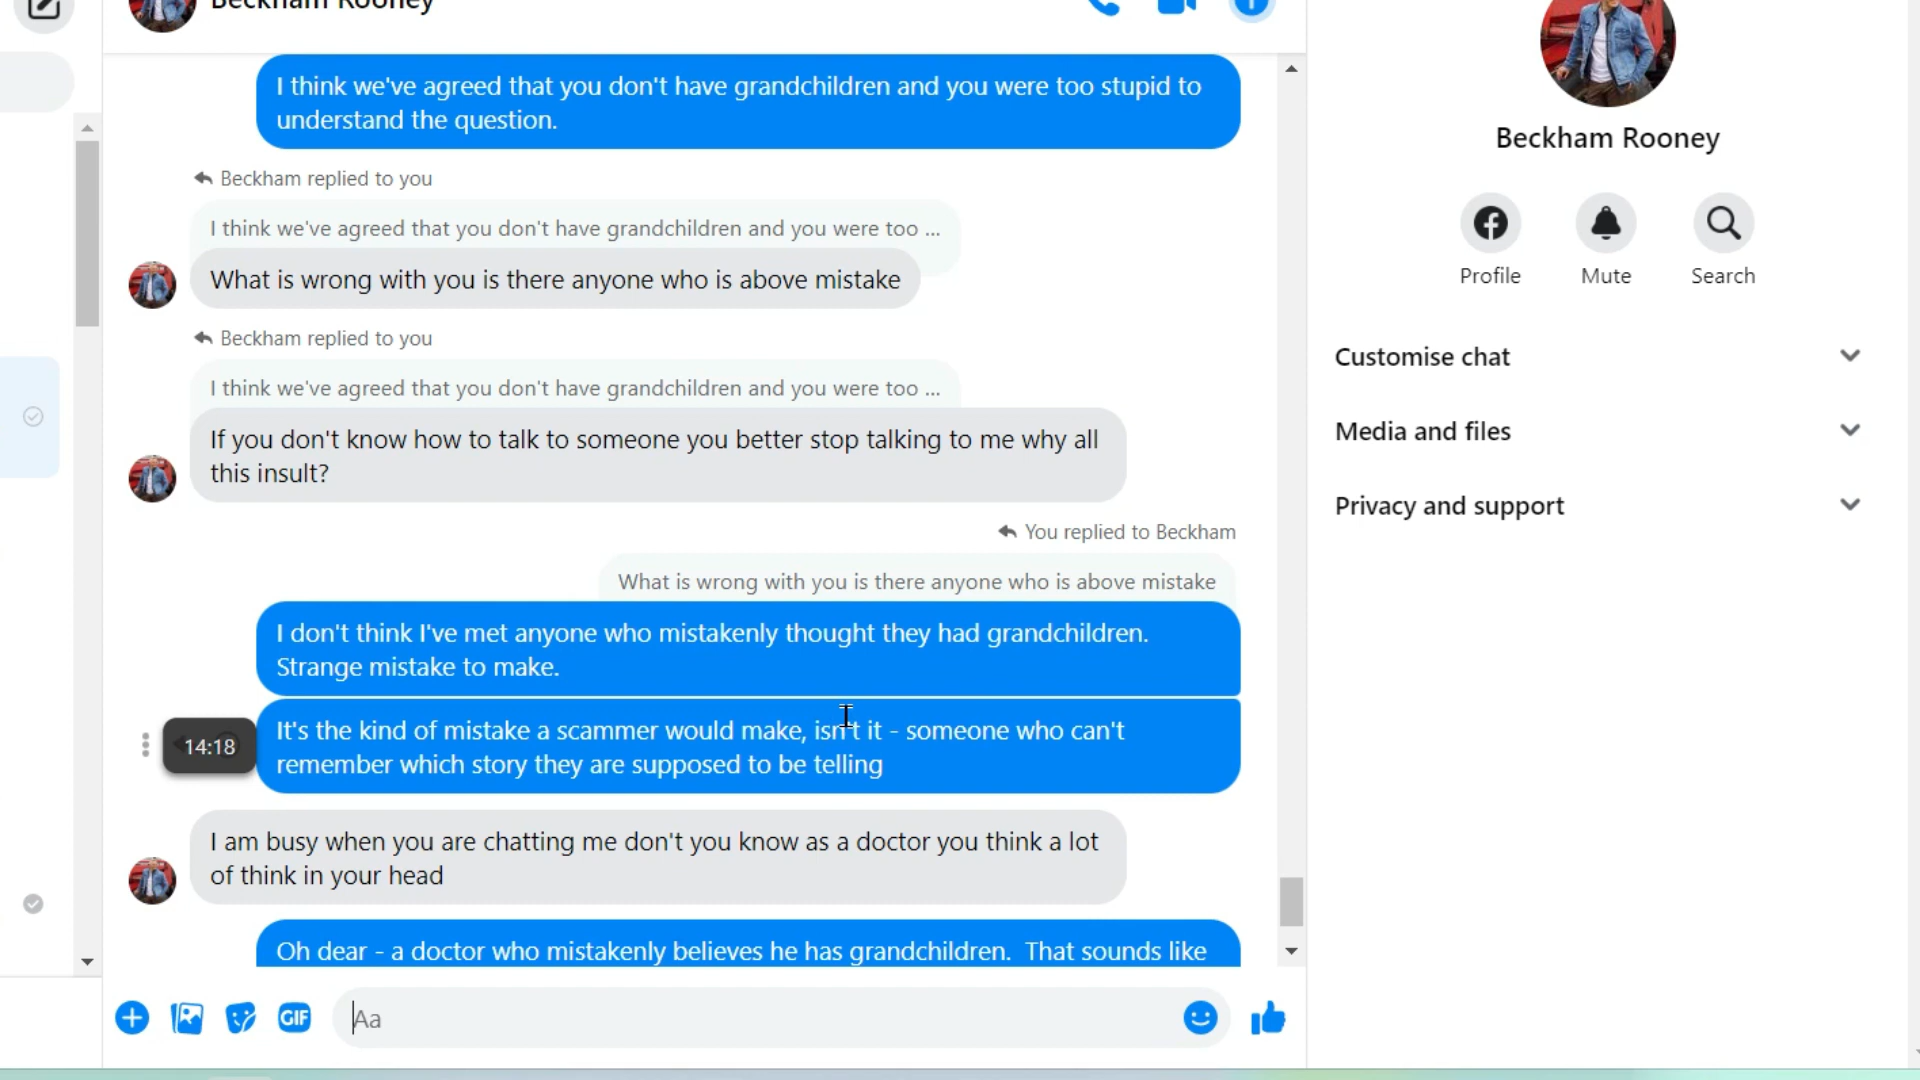 Beckham Rooney
I think we've agreed that you don't have grandchildren and you were too stupid to
understand the question.
Beckham replied to you
I think we've agreed that you don't have grandchildren and you were too ...
What is wrong with you is there anyone who is above mistake
Beckham replied to you
I think we've agreed that you don't have grandchildren and you were too ...
If you don't know how to talk to someone you better stop talking to me why all
this insult?
You replied to Beckham
What is wrong with you is there anyone who is above mistake
I don't think I've met anyone who mistakenly thought they had grandchildren.
Strange mistake to make.
It's the kind of mistake a scammer would make, isn't it - someone who can't
remember which story they are supposed to be telling
14:18
I am busy when you are chatting me don't you know as a doctor you think a lot
of think in your head
Oh dear - a doctor who mistakenly believes he has grandchildren. That sounds like
GIF
Aa
Beckham Rooney
Profile
Mute
Search
Customise chat
Media and files
Privacy and support